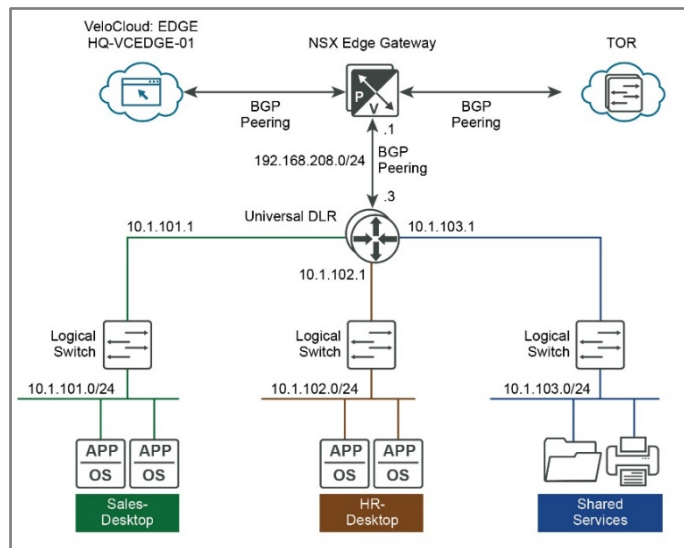 VeloCloud: EDGE
HQ-VCEDGE-01
NSX Edge Gateway
TOR
P
V
BGP
Peering
BGP
Peering
.1
192.168.208.0/24
BGP
Peering
.3
Universal DLR
10.1.101.1
10.1.103.1
10.1.102.1
Logical
Switch
Logical
Switch
Logical
Switch
10.1.101.0/24
10.1.102.0/24
10.1.103.0/24
APP
OS
APP
OS
APP
OS
APP
OS
Sales-
Desktop
HR-
Desktop
Shared
Services